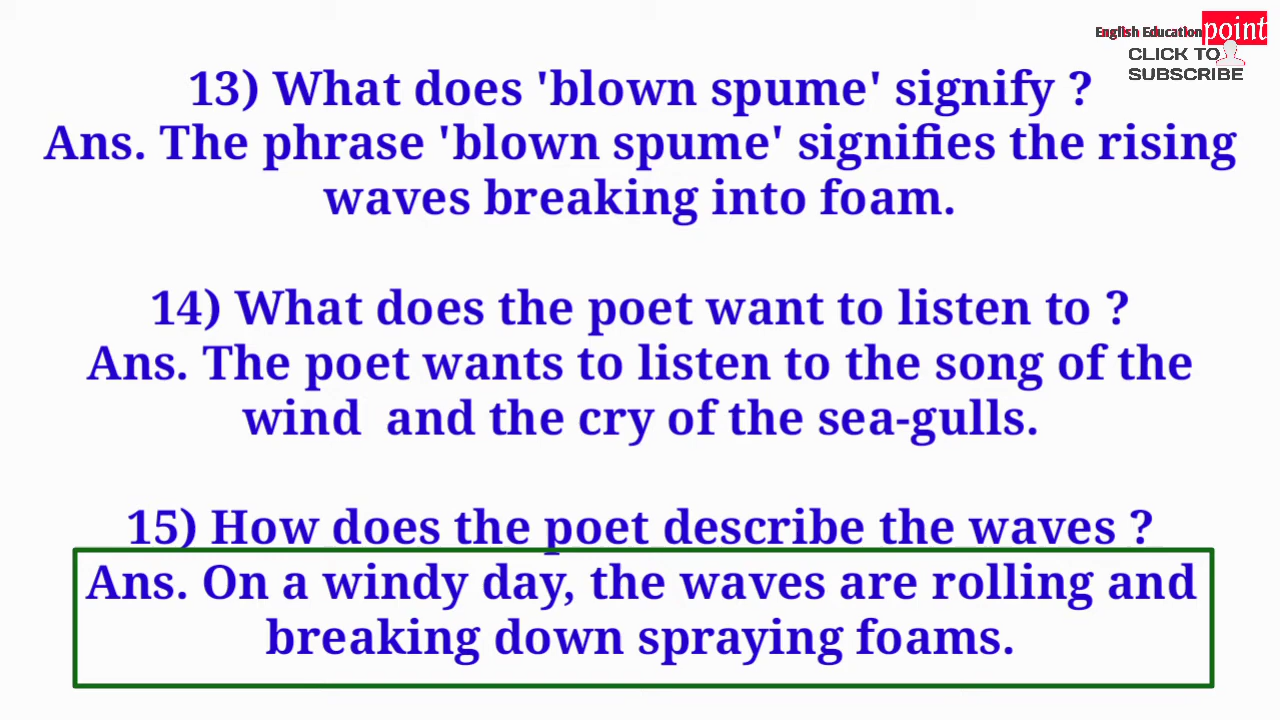 English Education point
CLICK TO
SUBSCRIBE
13) What does 'blown spume' signify ?
Ans. The phrase 'blown spume' signifies the rising
waves breaking into foam.
14) What does the poet want to listen to ?
Ans. The poet wants to listen to the song of the
wind  and the cry of the sea-gulls.
15) How does the poet describe the waves ?
Ans. On a windy day, the waves are rolling and
breaking down spraying foams.